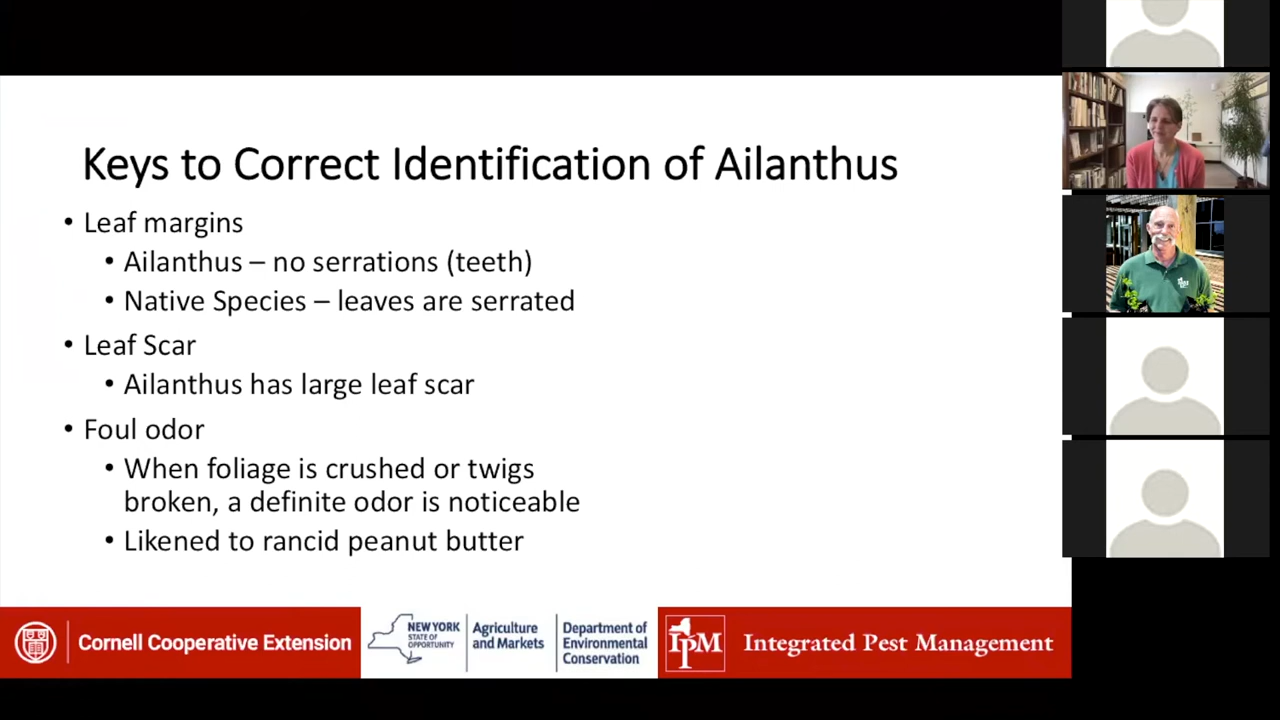 Keys to Correct Identification of Ailanthus
• Leaf margins
• Ailanthus – no serrations (teeth)
• Native Species – leaves are serrated
• Leaf Scar
• Ailanthus has large leaf scar
• Foul odor
• When foliage is crushed or twigs
broken, a definite odor is noticeable
• Likened to rancid peanut butter
Cornell Cooperative Extension
NEW YORK
STATE OF
OPPORTUNITY
Agriculture
and Markets
Department of
Environmental
Conservation
IPM
Integrated Pest Management